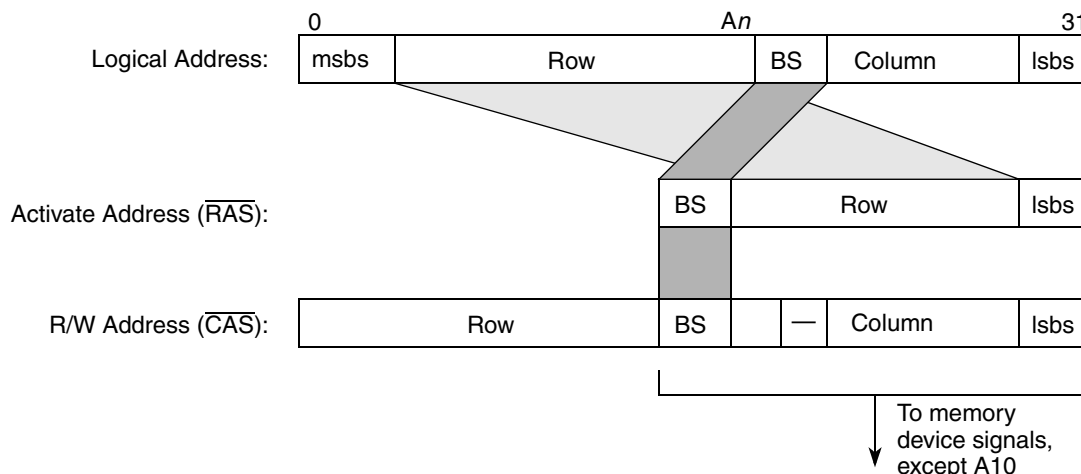 0 An 31
Logical Address: msbs Row BS Column lsbs
Activate Address (RAS): BS Row lsbs
R/W Address (CAS): Row BS — Column lsbs
To memory
device signals,
except A10